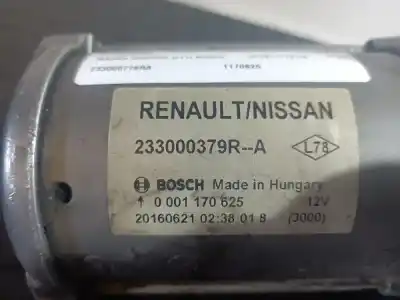 RENAULT/NISSAN
233000379R--A L78
BOSCH Made in Hungary
↑ 0 001 170 625 12V
20160621 02:38 01 8 (3000)